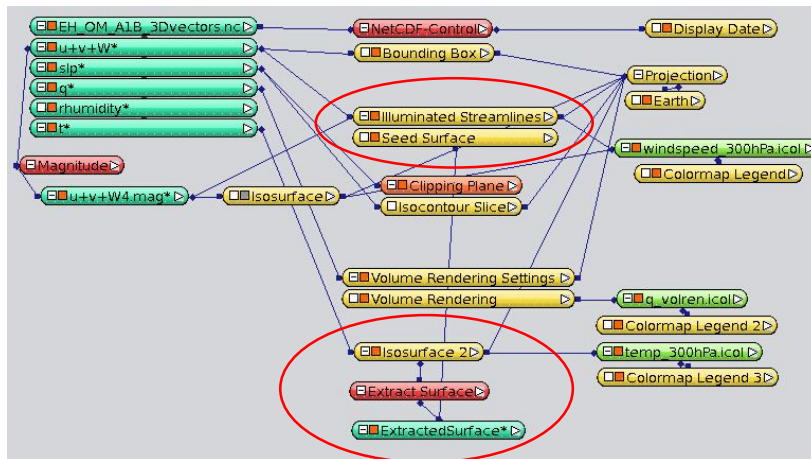 EH_OM_A1B_3Dvectors.nc
NetCDF-Control
Display Date
u+v+W*
Bounding Box
slp*
Projection
q*
Earth
rhumidity*
Illuminated Streamlines
t*
Seed Surface
windspeed_300hPa.icol
Magnitude
Colormap Legend
u+v+W4.mag*
Isosurface
Clipping Plane
Isocontour Slice
Volume Rendering Settings
Volume Rendering
q_volren.icol
Colormap Legend 2
Isosurface 2
temp_300hPa.icol
Colormap Legend 3
Extract Surface
ExtractedSurface*